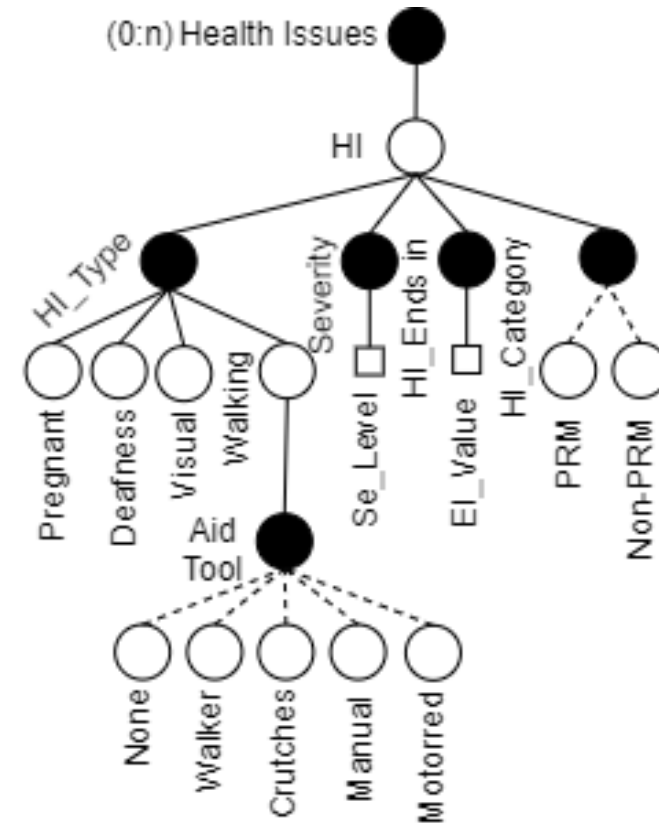 (0:n) Health Issues
HI
HI_Type
Severity
HI_Ends in
HI_Category
Pregnant
Deafness
Visual
Walking
Se_Level
EI_Value
PRM
Non-PRM
Aid
Tool
None
Walker
Crutches
Manual
Motorred